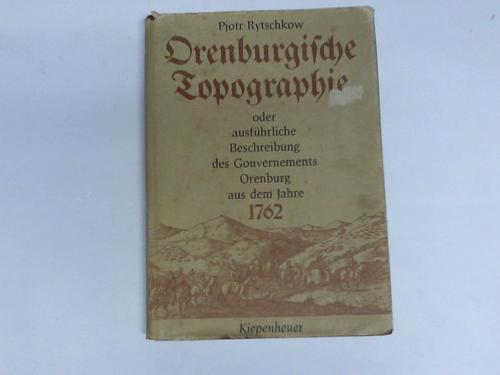 Pjotr Rytschkow
Orenburgische
Topographie
oder
ausführliche
Beschreibung
des Gouvernements
Orenburg
aus dem Jahre
1762
Kiepenheuer